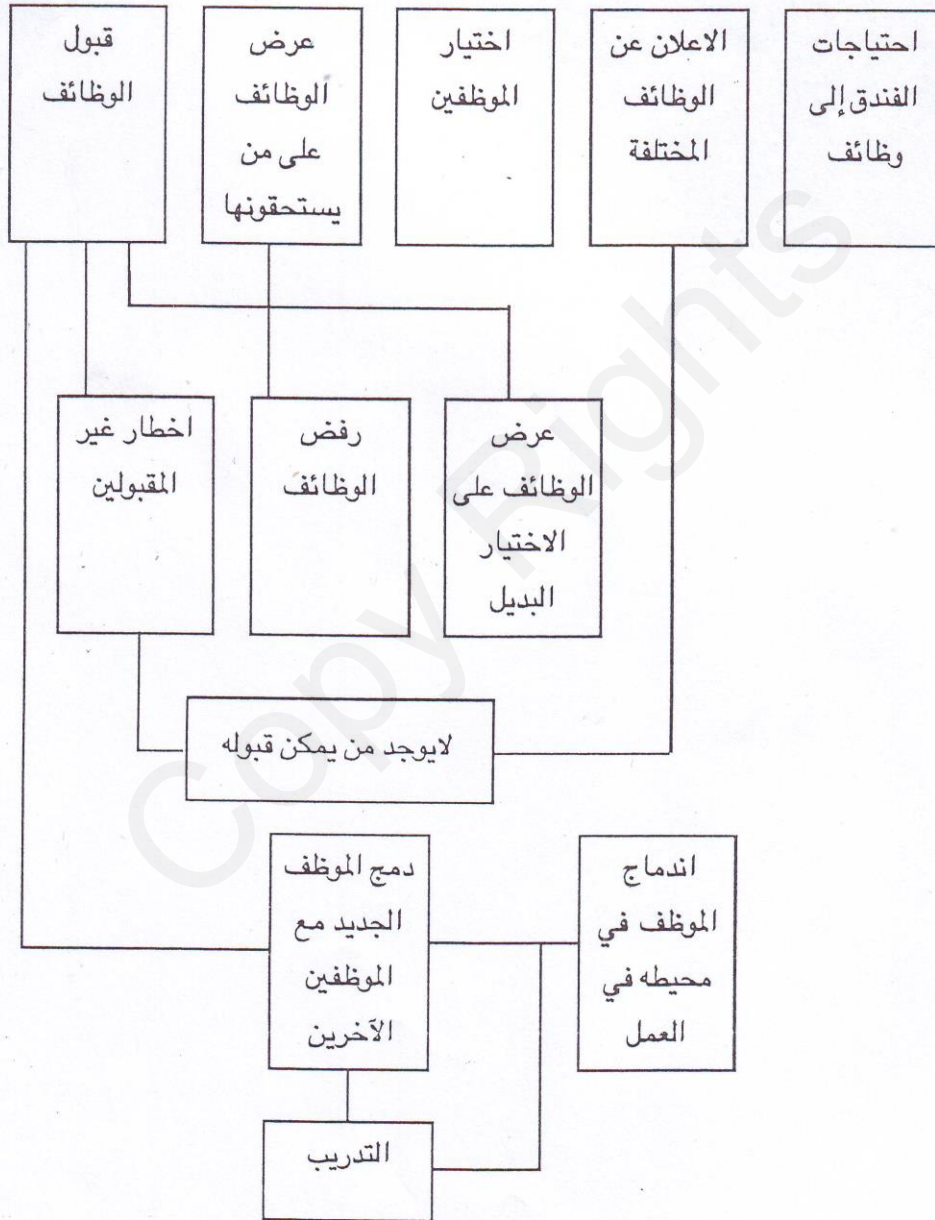 احتياجات
الفندق إلى
وظائف
الاعلان عن
الوظائف
المختلفة
اختيار
الموظفين
عرض
الوظائف
على من
يستحقونها
قبول
الوظائف
عرض
الوظائف على
الاختيار
البديل
رفض
الوظائف
اخطار غير
المقبولين
لايوجد من يمكن قبوله
اندماج
الموظف في
محيطه في
العمل
دمج الموظف
الجديد مع
الموظفين
الآخرين
التدريب
Copy Rights